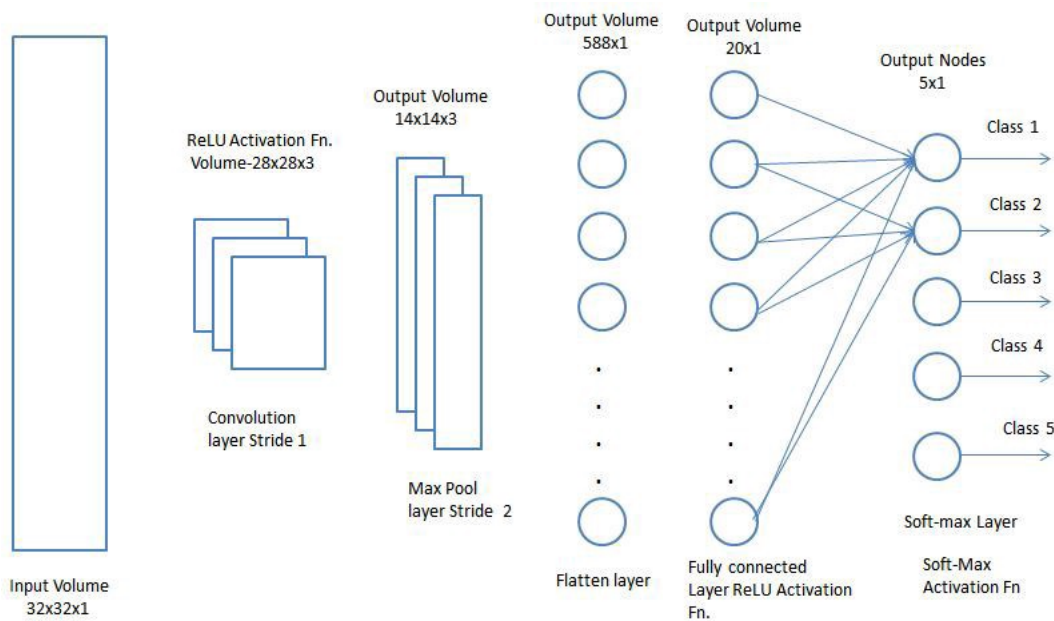 Input Volume
32x32x1
ReLU Activation Fn.
Volume-28x28x3
Convolution
layer Stride 1
Output Volume
14x14x3
Max Pool
layer Stride 2
Output Volume
588x1
Flatten layer
Output Volume
20x1
Fully connected
Layer ReLU Activation
Fn.
Output Nodes
5x1
Class 1
Class 2
Class 3
Class 4
Class 5
Soft-max Layer
Soft-Max
Activation Fn